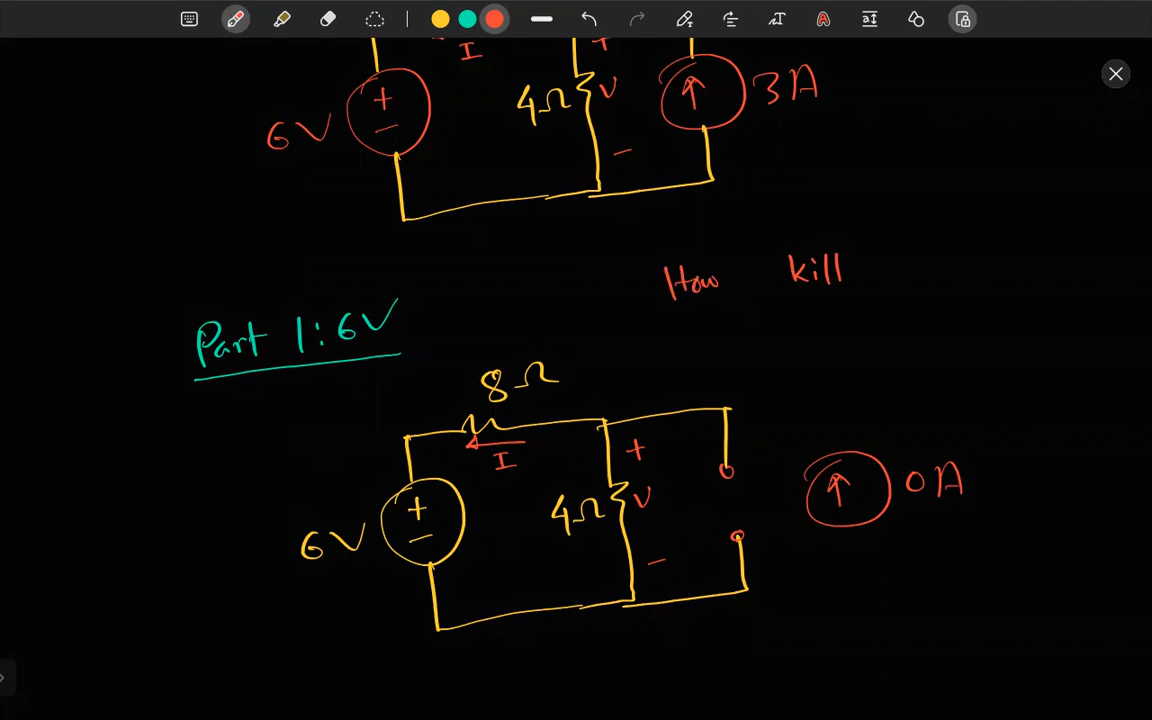 I
+
4Ω
V
3A
+
6V
-
-
How kill
Part 1: 6V
8Ω
I
+
+
4Ω
V
0A
6V
-
-